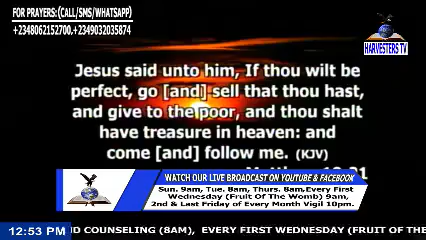 FOR PRAYERS:(CALL/SMS/WHATSAPP)
+2348062152700,+2349032035874
HARVESTERS TV
Jesus said unto him, If thou wilt be
perfect, go [and] sell that thou hast,
and give to the poor, and thou shalt
have treasure in heaven: and
come [and] follow me. (KJV)
WATCH OUR LIVE BROADCAST ON YOUTUBE & FACEBOOK
Sun. 9am, Tue. 8am, Thurs. 8am,Every First
Wednesday (Fruit Of The Womb) 9am,
2nd & Last Friday of Every Month Vigil 10pm.
12:53 PM
COUNSELING (8AM), EVERY FIRST WEDNESDAY (FRUIT OF THE